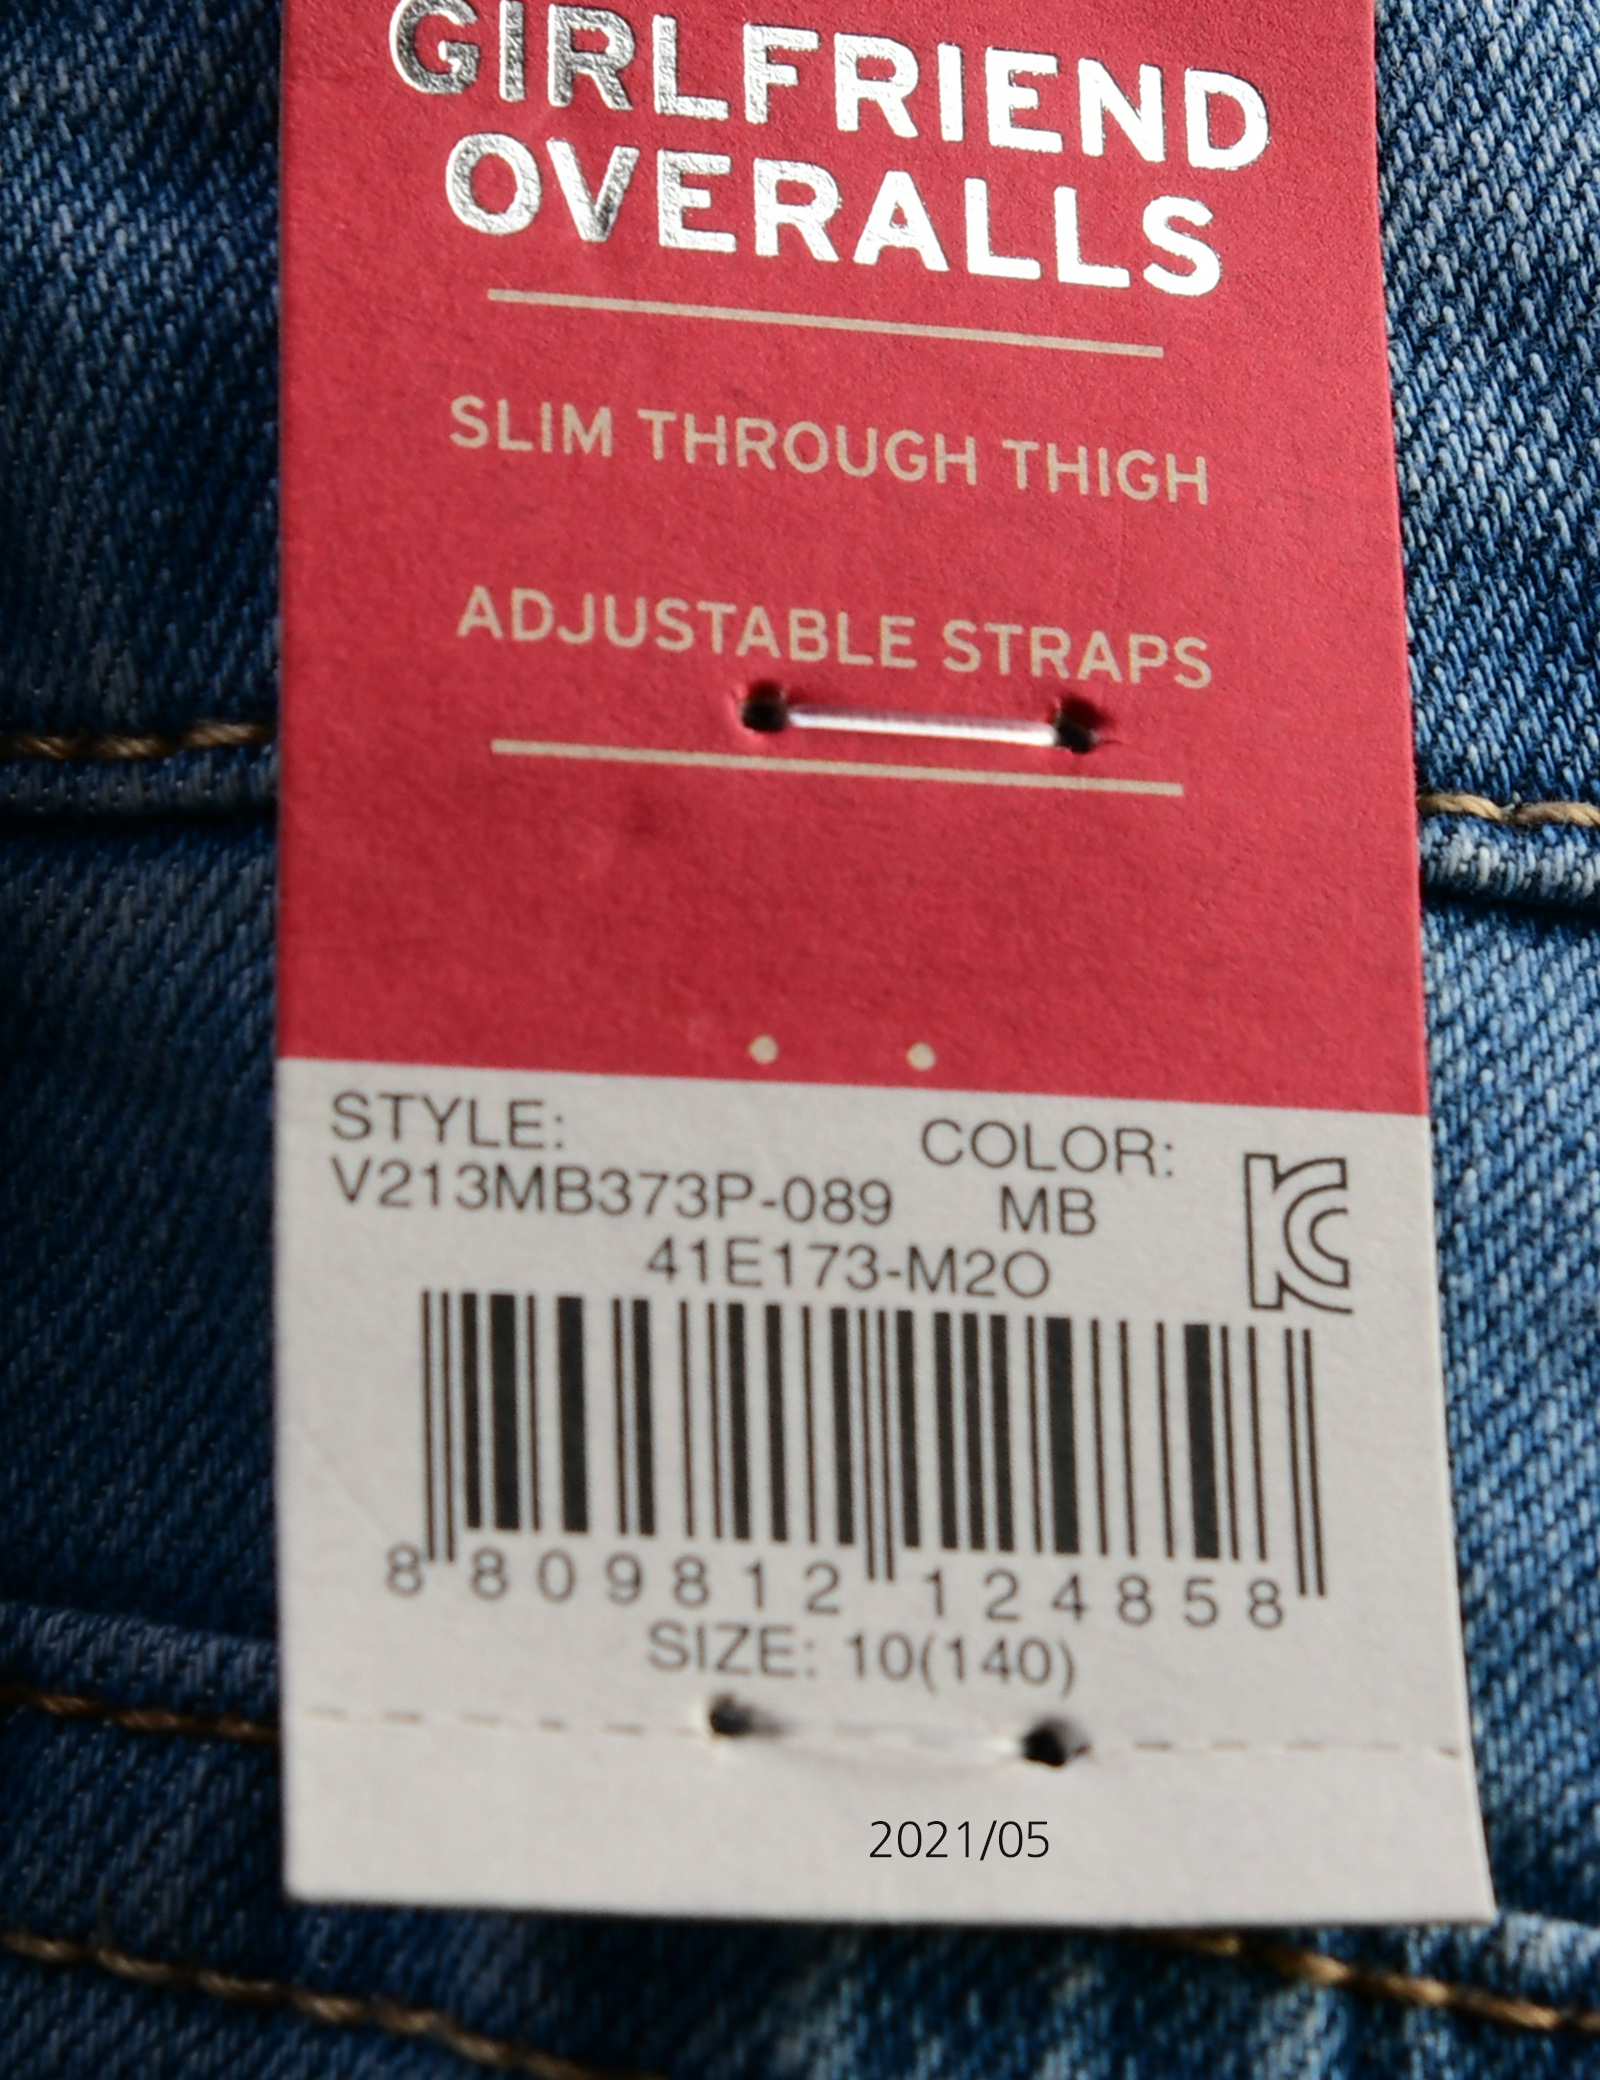 GIRLFRIEND
OVERALLS
SLIM THROUGH THIGH
ADJUSTABLE STRAPS
STYLE:
V213MB373P-089
COLOR:
MB
41E173-M2O
8 809812 124858
SIZE: 10(140)
2021/05